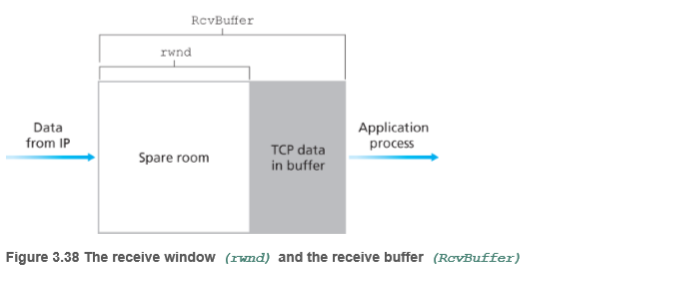 RcvBuffer
rwnd
Data
from IP
Spare room
TCP data
in buffer
Application
process
Figure 3.38 The receive window (rwnd) and the receive buffer (RcvBuffer)